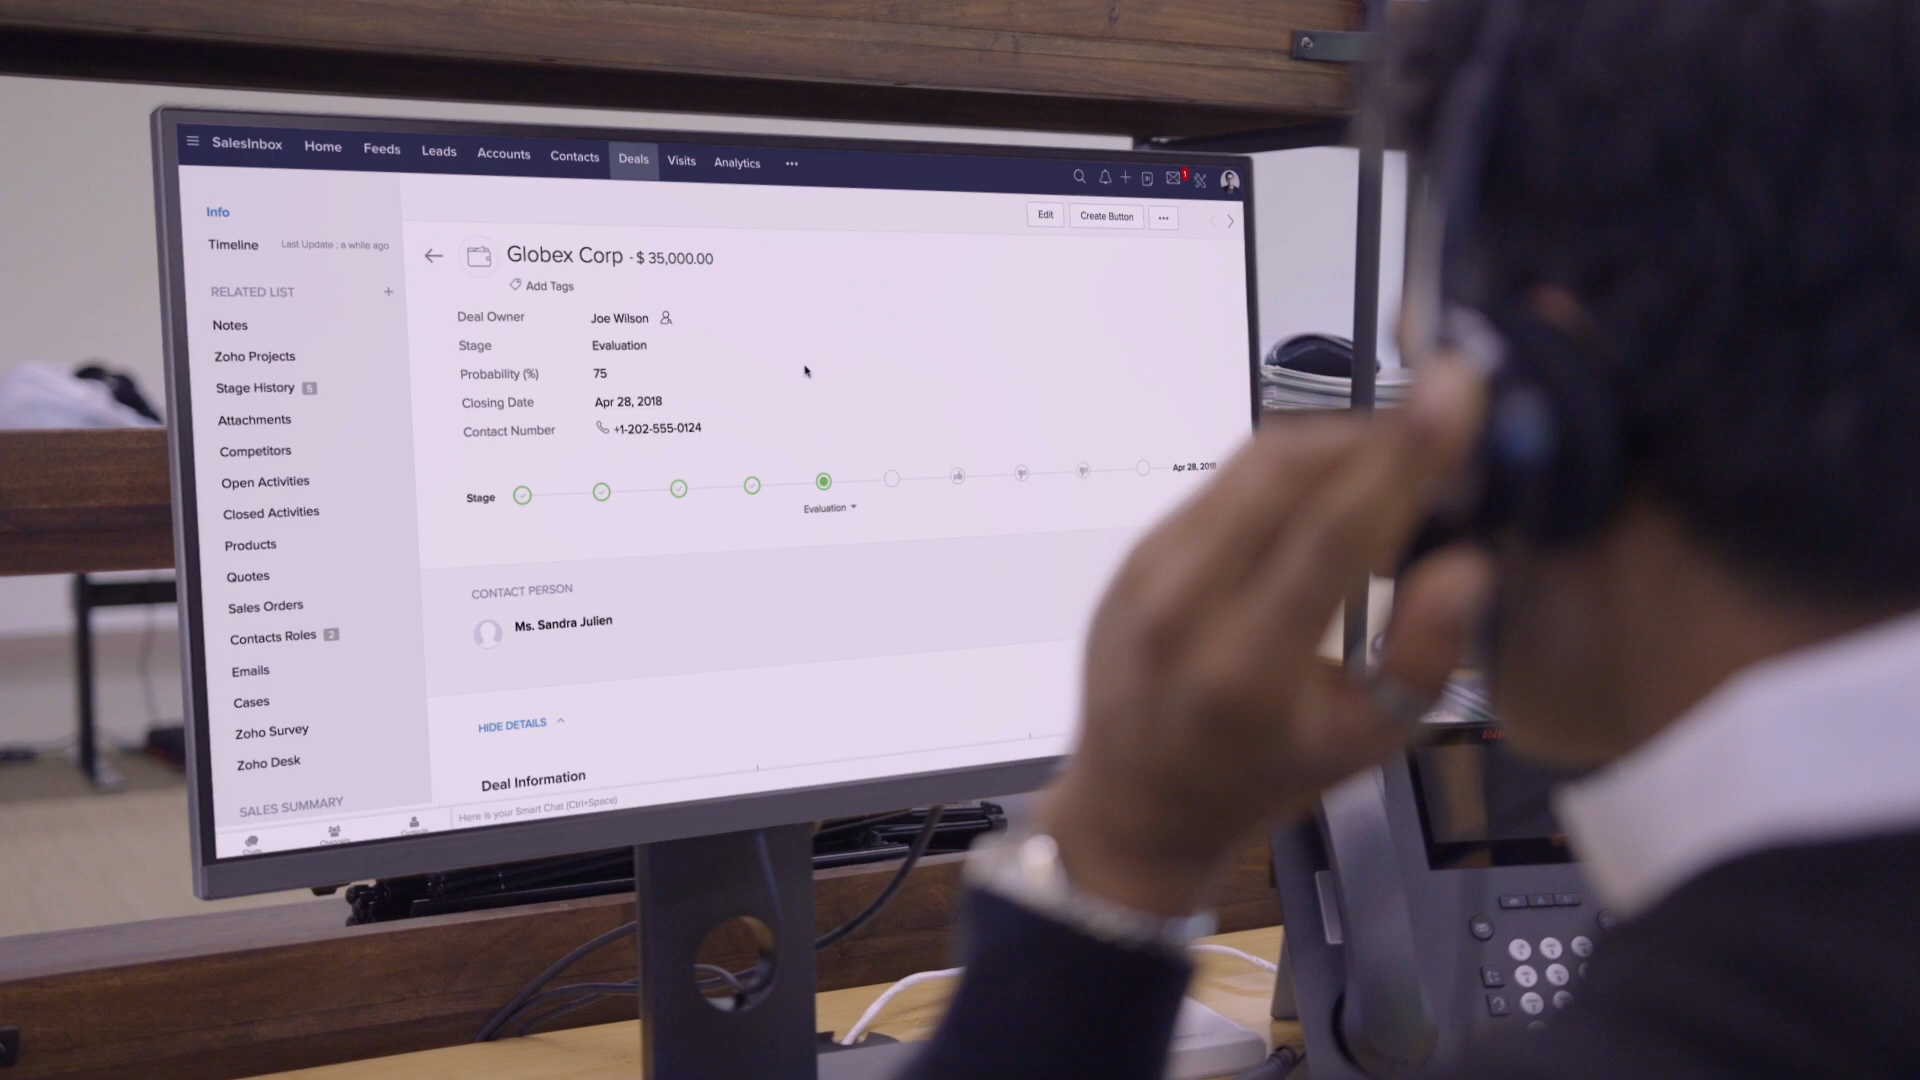 SalesInbox Home Feeds Leads Accounts Contacts Deals Visits Analytics •••
1
Info
Timeline Last Update : a while ago
RELATED LIST +
Notes
Zoho Projects
Stage History 5
Attachments
Competitors
Open Activities
Closed Activities
Products
Quotes
Sales Orders
Contacts Roles 2
Emails
Cases
Zoho Survey
Zoho Desk
SALES SUMMARY
Edit Create Button •••
Globex Corp - $ 35,000.00
Add Tags
Deal Owner Joe Wilson
Stage Evaluation
Probability (%) 75
Closing Date Apr 28, 2018
Contact Number +1-202-555-0124
Stage Apr 28, 2018
Evaluation
CONTACT PERSON
Ms. Sandra Julien
HIDE DETAILS
Deal Information
Here is your Smart Chat (Ctrl+Space)